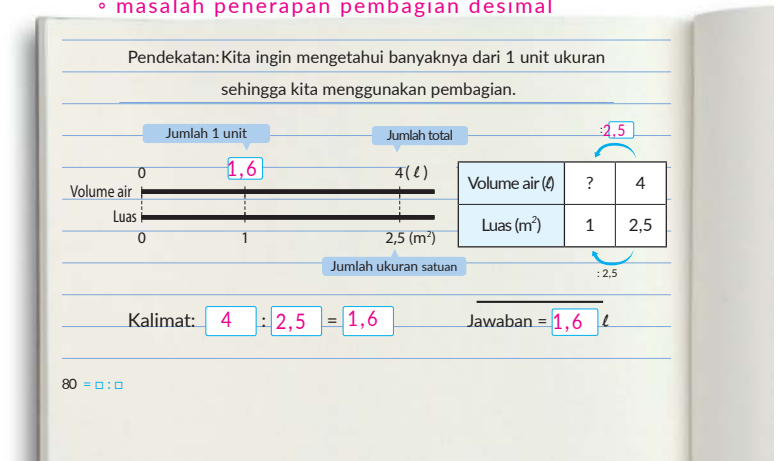 ∘ masalah penerapan pembagian desimal
Pendekatan: Kita ingin mengetahui banyaknya dari 1 unit ukuran
sehingga kita menggunakan pembagian.
Jumlah 1 unit
Jumlah total
:2,5
0 1,6 4 (ℓ)
Volume air
Luas
0 1 2,5 (m²)
Jumlah ukuran satuan
Volume air (ℓ) ? 4
Luas (m²) 1 2,5
: 2,5
Kalimat: 4 : 2,5 = 1,6
Jawaban = 1,6 ℓ
80 = □ : □